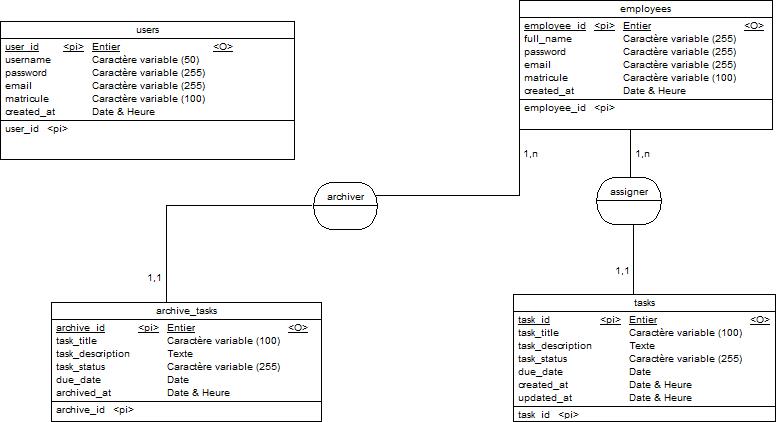 users
user_id <pi> Entier <O>
username Caractère variable (50)
password Caractère variable (255)
email Caractère variable (255)
matricule Caractère variable (100)
created_at Date & Heure
user_id <pi>
employees
employee_id <pi> Entier <O>
full_name Caractère variable (255)
password Caractère variable (255)
email Caractère variable (255)
matricule Caractère variable (100)
created_at Date & Heure
employee_id <pi>
1,n
1,n
archiver
assigner
1,1
1,1
archive_tasks
archive_id <pi> Entier <O>
task_title Caractère variable (100)
task_description Texte
task_status Caractère variable (255)
due_date Date
archived_at Date & Heure
archive_id <pi>
tasks
task_id <pi> Entier <O>
task_title Caractère variable (100)
task_description Texte
task_status Caractère variable (255)
due_date Date
created_at Date & Heure
updated_at Date & Heure
task_id <pi>